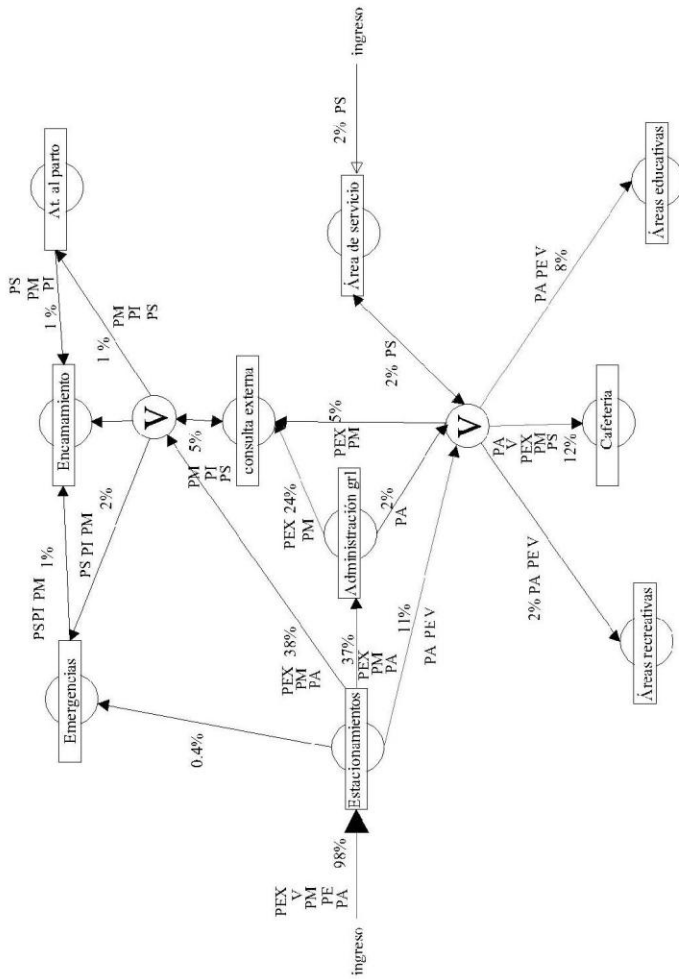 ingreso
PEX
V
PM
PE
PA
98%
Estacionamientos
0.4%
Emergencias
PEX
PM
PA
38%
37%
PEX
PM
PA
11%
PA PE V
Administración grl
PEX 24%
PM
2%
PA
PSPI PM
1%
PS PI PM
2%
Encamamiento
V
PM
PI
PS
5%
consulta externa
PEX
PM
5%
PS
PM
PI
1 %
At. al parto
1 %
PM
PI
PS
V
2% PS
Área de servicio
2% PS
ingreso
2% PA PE V
Áreas recreativas
PA
V
PEX
PM
PS
12%
Cafeteria
PA PE V
8%
Áreas educativas